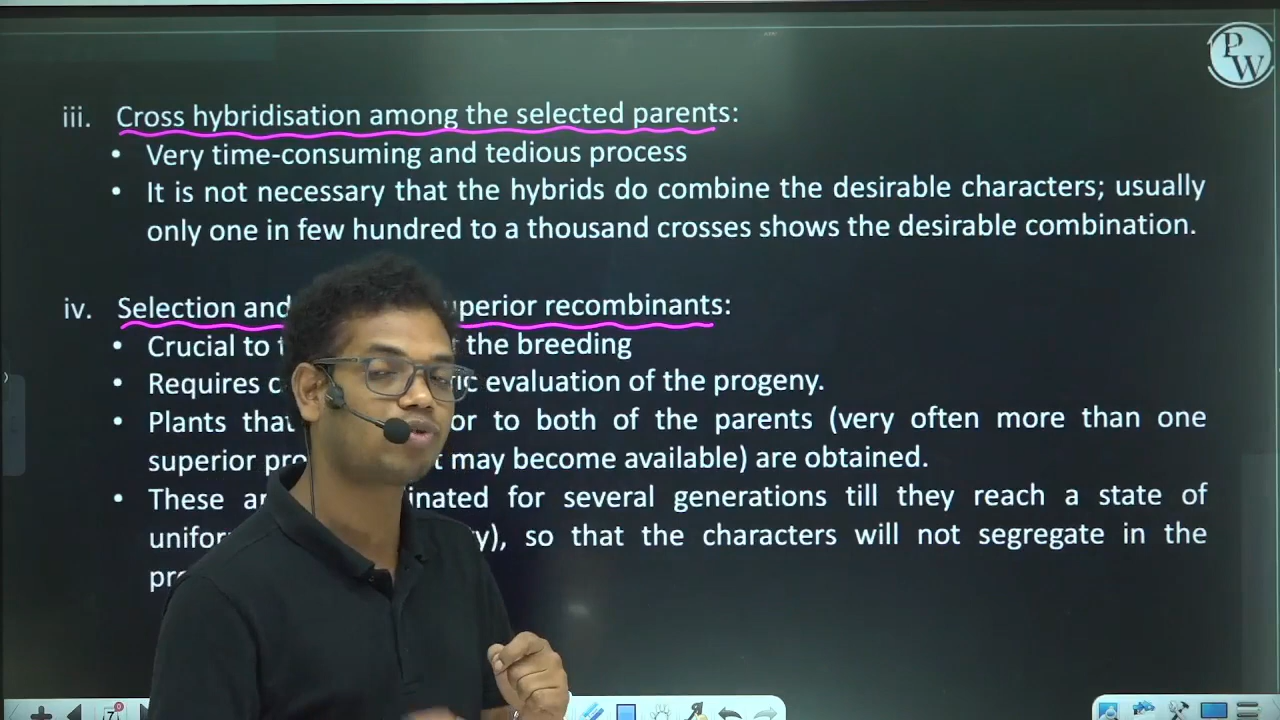 PW
iii. Cross hybridisation among the selected parents:
• Very time-consuming and tedious process
• It is not necessary that the hybrids do combine the desirable characters; usually
only one in few hundred to a thousand crosses shows the desirable combination.
iv. Selection and superior recombinants:
• Crucial to the breeding
• Requires evaluation of the progeny.
• Plants that to both of the parents (very often more than one
superior may become available) are obtained.
• These for several generations till they reach a state of
so that the characters will not segregate in the